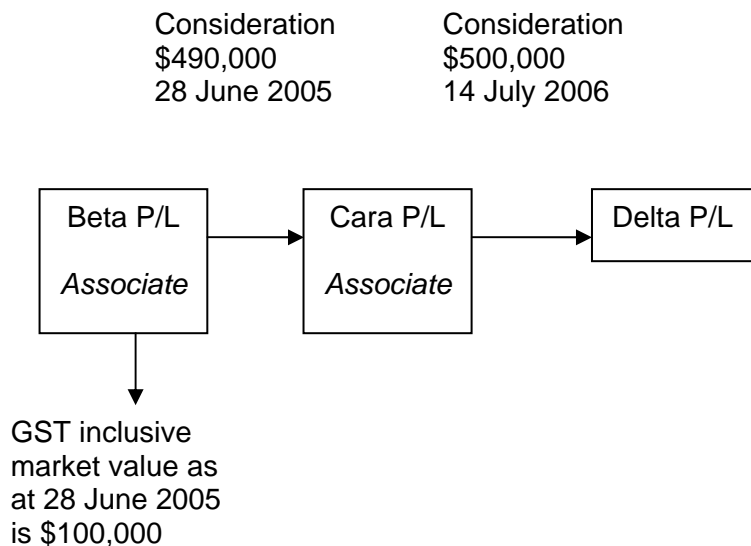 Consideration
$490,000
28 June 2005
Consideration
$500,000
14 July 2006
Beta P/L
Associate
Cara P/L
Associate
Delta P/L
GST inclusive
market value as
at 28 June 2005
is $100,000